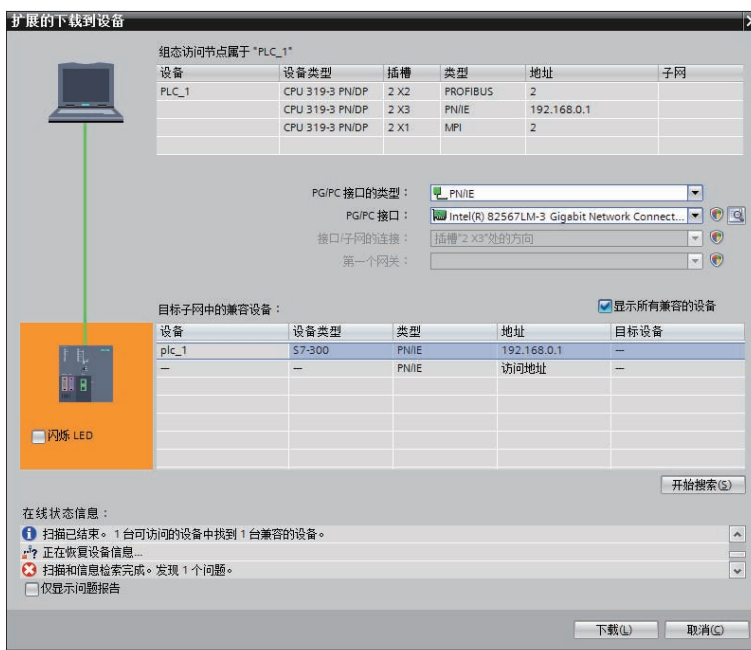 扩展的下载到设备
组态访问节点属于 "PLC_1"
设备 设备类型 插槽 类型 地址 子网
PLC_1 CPU 319-3 PN/DP 2 X2 PROFIBUS 2
CPU 319-3 PN/DP 2 X3 PN/IE 192.168.0.1
CPU 319-3 PN/DP 2 X1 MPI 2
PG/PC 接口的类型： PN/IE
PG/PC 接口： Intel(R) 82567LM-3 Gigabit Network Connect...
接口/子网的连接： 插槽"2 X3"处的方向
第一个网关：
目标子网中的兼容设备： 显示所有兼容的设备
设备 设备类型 类型 地址 目标设备
plc_1 S7-300 PN/IE 192.168.0.1 —
— — PN/IE 访问地址 —
闪烁 LED
开始搜索(S)
在线状态信息：
扫描已结束。1 台可访问的设备中找到 1 台兼容的设备。
正在恢复设备信息...
扫描和信息检索完成。发现 1 个问题。
仅显示问题报告
下载(L) 取消(C)